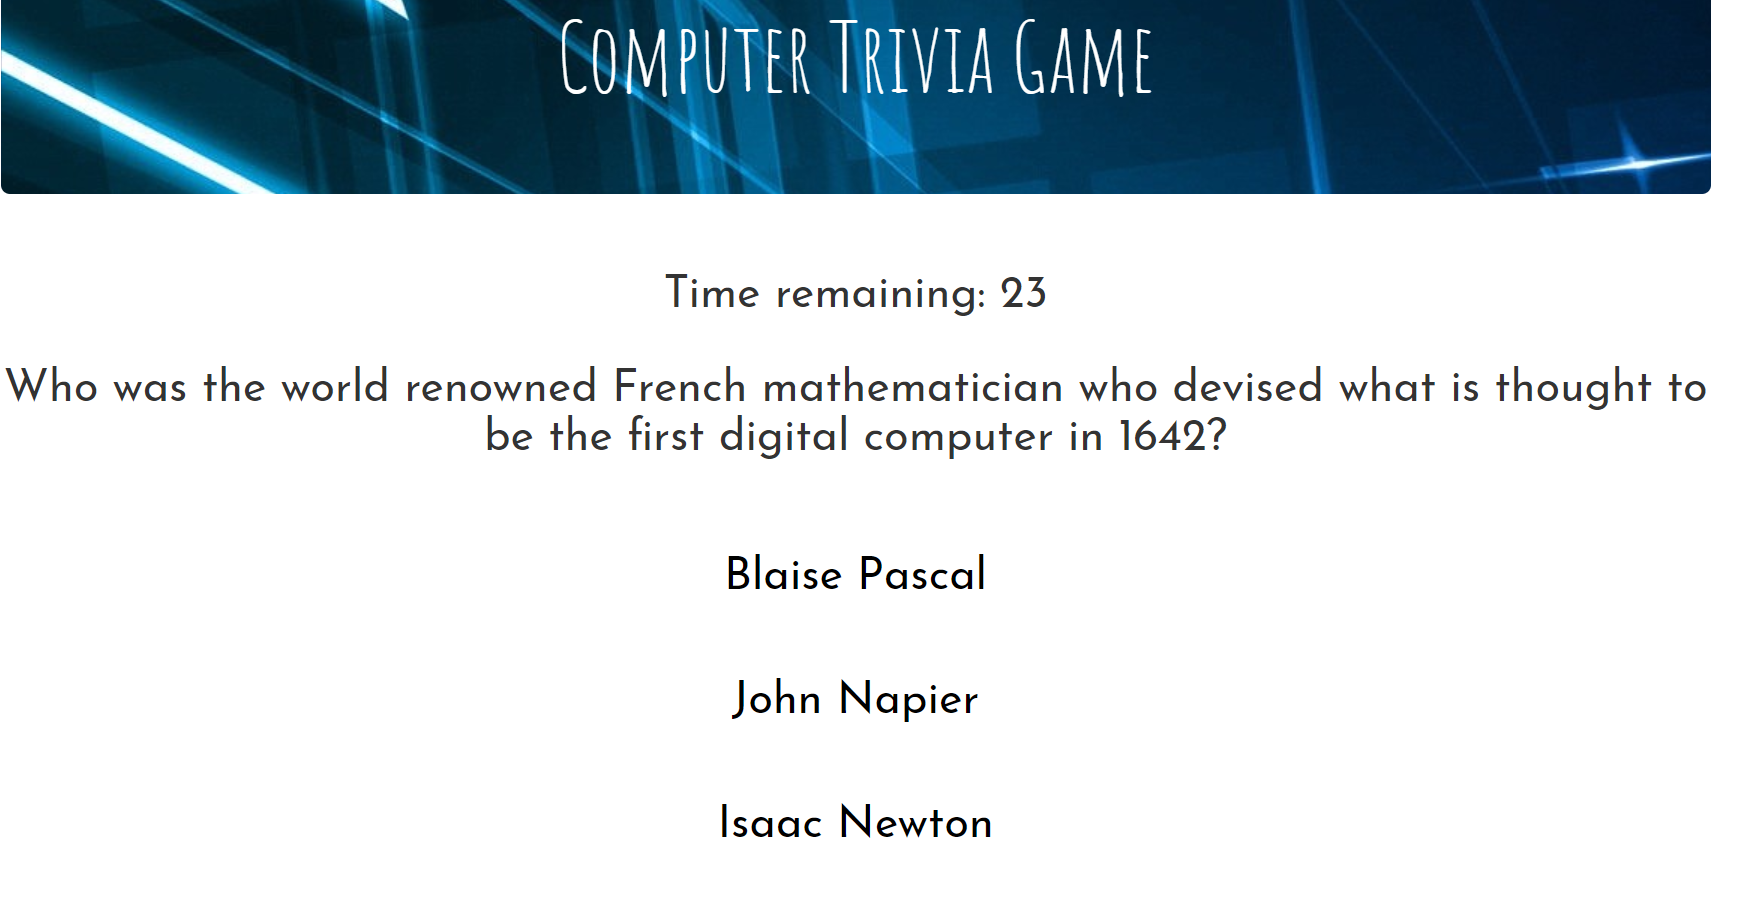 Computer Trivia Game
Time remaining: 23
Who was the world renowned French mathematician who devised what is thought to
be the first digital computer in 1642?
Blaise Pascal
John Napier
Isaac Newton